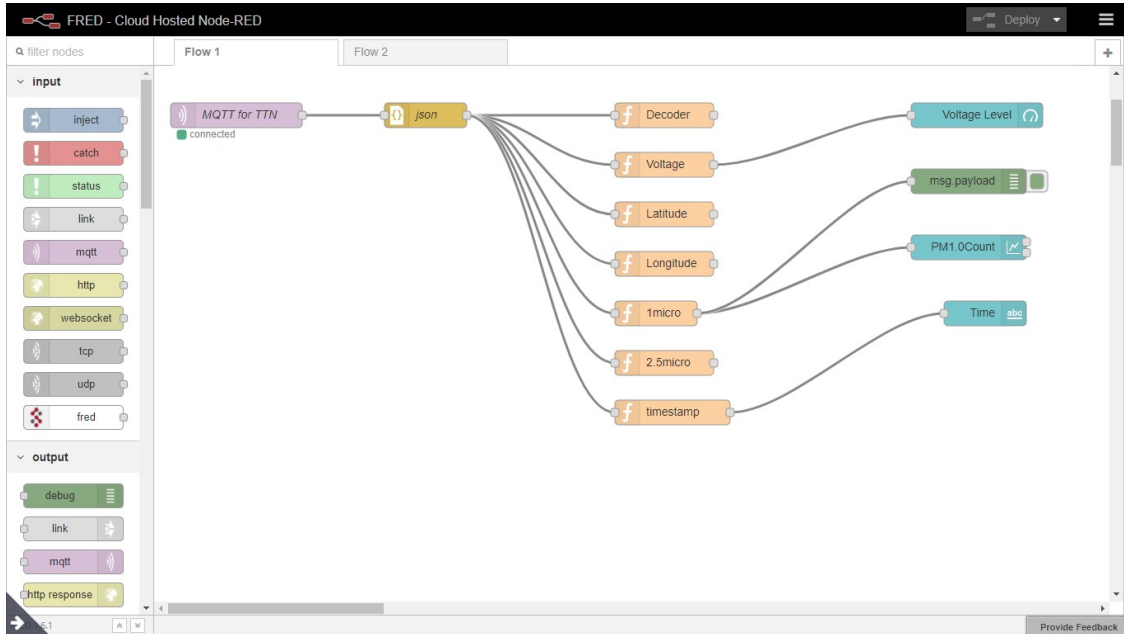 FRED - Cloud Hosted Node-RED
Deploy
filter nodes
Flow 1
Flow 2
+
input
inject
catch
status
link
mqtt
http
websocket
tcp
udp
fred
output
debug
link
mqtt
http response
MQTT for TTN
connected
{} json
f Decoder
f Voltage
f Latitude
f Longitude
f 1micro
f 2.5micro
f timestamp
Voltage Level
msg.payload
PM1.0Count
Time abc
Provide Feedback